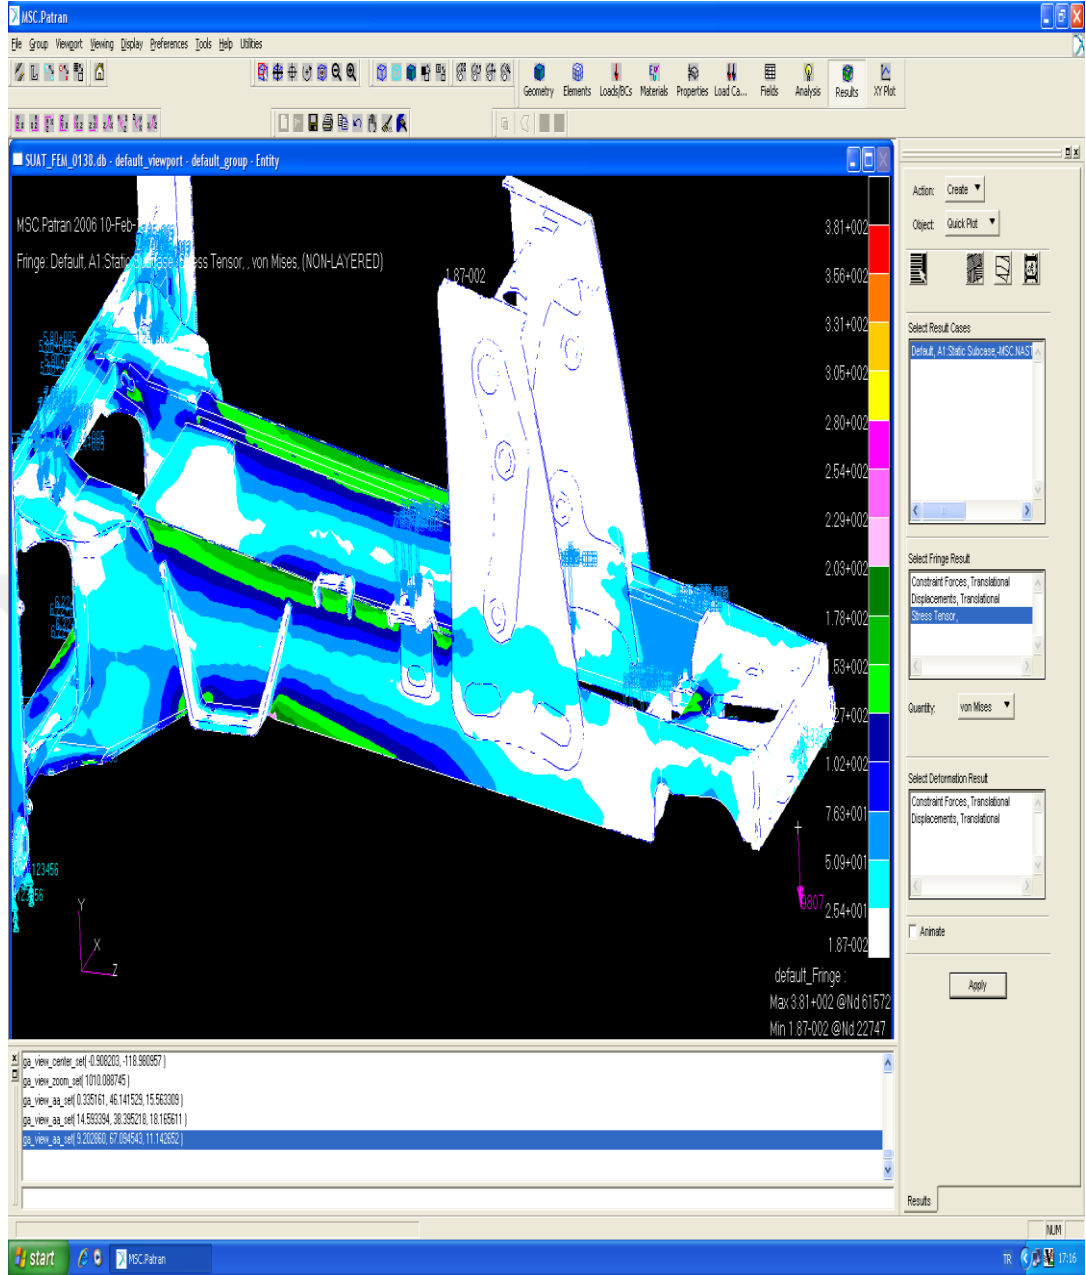 MSC.Patran
File Group Viewport Viewing Display Preferences Tools Help Utilities
Geometry Elements Loads/BCs Materials Properties Load Ca... Fields Analysis Results XY Plot
SUAT_FEM_0138.db - default_viewport - default_group - Entity
MSC.Patran 2006 10-Feb-
Fringe: Default, A1:Static Stress Tensor, , von Mises, (NON-LAYERED)
1.87-002
3.81+002
3.56+002
3.31+002
3.05+002
2.80+002
2.54+002
2.29+002
2.03+002
1.78+002
.53+002
.27+002
1.02+002
7.63+001
5.09+001
2.54+001
1.87-002
123456
9807.
Y
X
Z
default_Fringe :
Max 3.81+002 @Nd 61572
Min 1.87-002 @Nd 22747
Action: Create
Object: Quick Plot
Select Result Cases
Default, A1:Static Subcase,-MSC.NAST
Select Fringe Result
Constraint Forces, Translational
Displacements, Translational
Stress Tensor,
Quantity: von Mises
Select Deformation Result
Constraint Forces, Translational
Displacements, Translational
Animate
Apply
ga_view_center_set( -0.908203, -118.980957 )
ga_view_zoom_set( 1010.088745 )
ga_view_aa_set( 0.335161, 46.141529, 15.563309 )
ga_view_aa_set( 14.593394, 38.395218, 18.165611 )
ga_view_aa_set( 9.202860, 67.094543, 11.142652 )
Results
NUM
start MSC.Patran TR 17:16